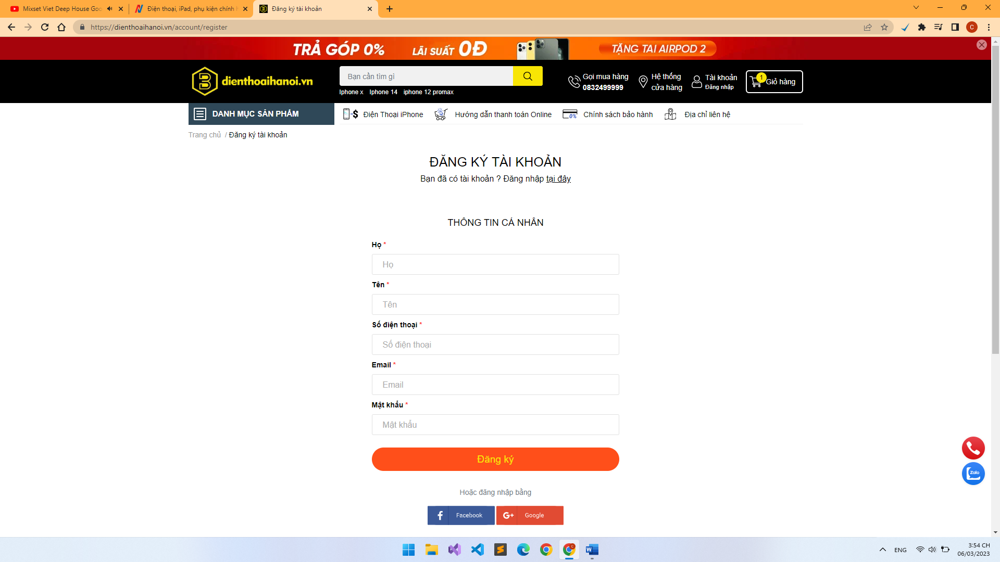 Mixset Viet Deep House Goo
Điện thoại, iPad, phụ kiện chính h
Đăng ký tài khoản
https://dienthoaihanoi.vn/account/register
C
TRẢ GÓP 0%
LÃI SUẤT 0Đ
TẶNG TAI AIRPOD 2
dienthoaihanoi.vn
Bạn cần tìm gì
Iphone x Iphone 14 iphone 12 promax
Gọi mua hàng
0832499999
Hệ thống
cửa hàng
Tài khoản
Đăng nhập
1
Giỏ hàng
DANH MỤC SẢN PHẨM
Điện Thoại iPhone
Hướng dẫn thanh toán Online
0%
Chính sách bảo hành
Địa chỉ liên hệ
Trang chủ / Đăng ký tài khoản
ĐĂNG KÝ TÀI KHOẢN
Bạn đã có tài khoản ? Đăng nhập tại đây
THÔNG TIN CÁ NHÂN
Họ *
Họ
Tên *
Tên
Số điện thoại *
Số điện thoại
Email *
Email
Mật khẩu *
Mật khẩu
Đăng ký
Hoặc đăng nhập bằng
Facebook
G+ Google
Zalo
ENG
3:54 CH
06/03/2023